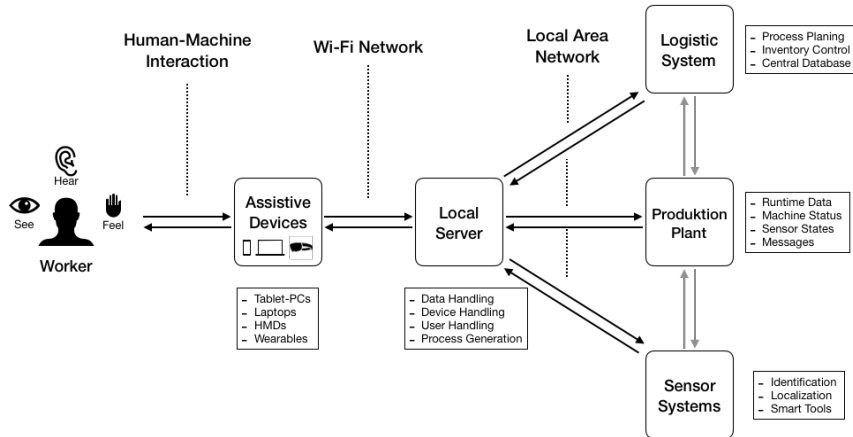 Human-Machine
Interaction
Wi-Fi Network
Local Area
Network
Logistic
System
- Process Planing
- Inventory Control
- Central Database
Hear
See
Feel
Worker
Assistive
Devices
Local
Server
Produktion
Plant
- Runtime Data
- Machine Status
- Sensor States
- Messages
- Tablet-PCs
- Laptops
- HMDs
- Wearables
- Data Handling
- Device Handling
- User Handling
- Process Generation
Sensor
Systems
- Identification
- Localization
- Smart Tools